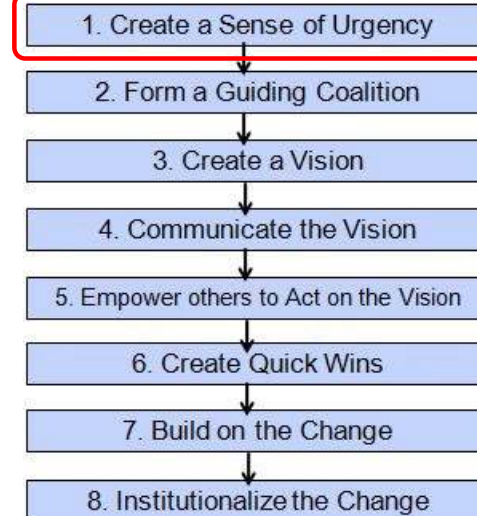 1. Create a Sense of Urgency
2. Form a Guiding Coalition
3. Create a Vision
4. Communicate the Vision
5. Empower others to Act on the Vision
6. Create Quick Wins
7. Build on the Change
8. Institutionalize the Change